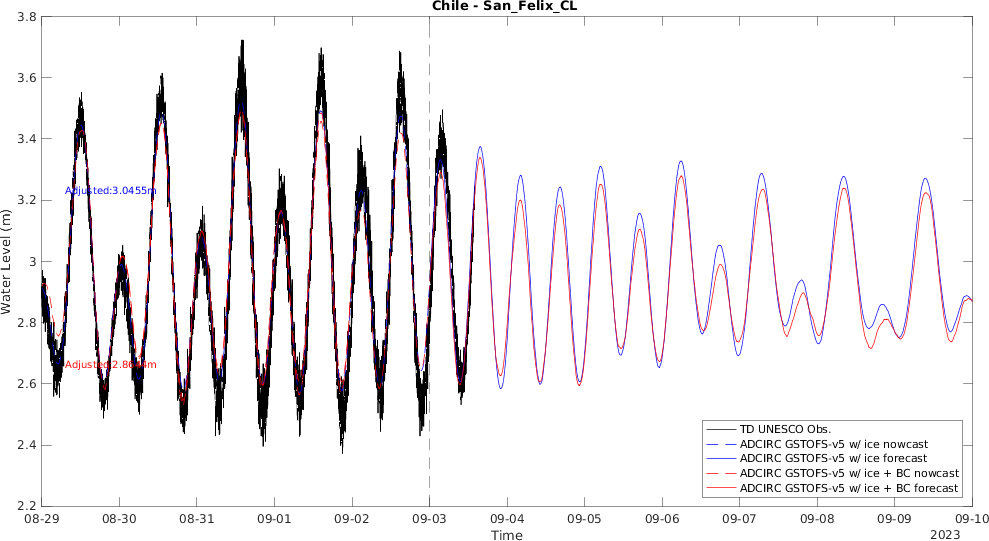 Chile - San_Felix_CL
3.8
3.6
3.4
3.2
3
2.8
2.6
2.4
2.2
Water Level (m)
Adjusted:3.0455m
TD UNESCO Obs.
ADCIRC GSTOFS-v5 w/ ice nowcast
ADCIRC GSTOFS-v5 w/ ice forecast
ADCIRC GSTOFS-v5 w/ ice + BC nowcast
ADCIRC GSTOFS-v5 w/ ice + BC forecast
08-29
08-30
08-31
09-01
09-02
09-03
09-04
09-05
09-06
09-07
09-08
09-09
09-10
Time
2023